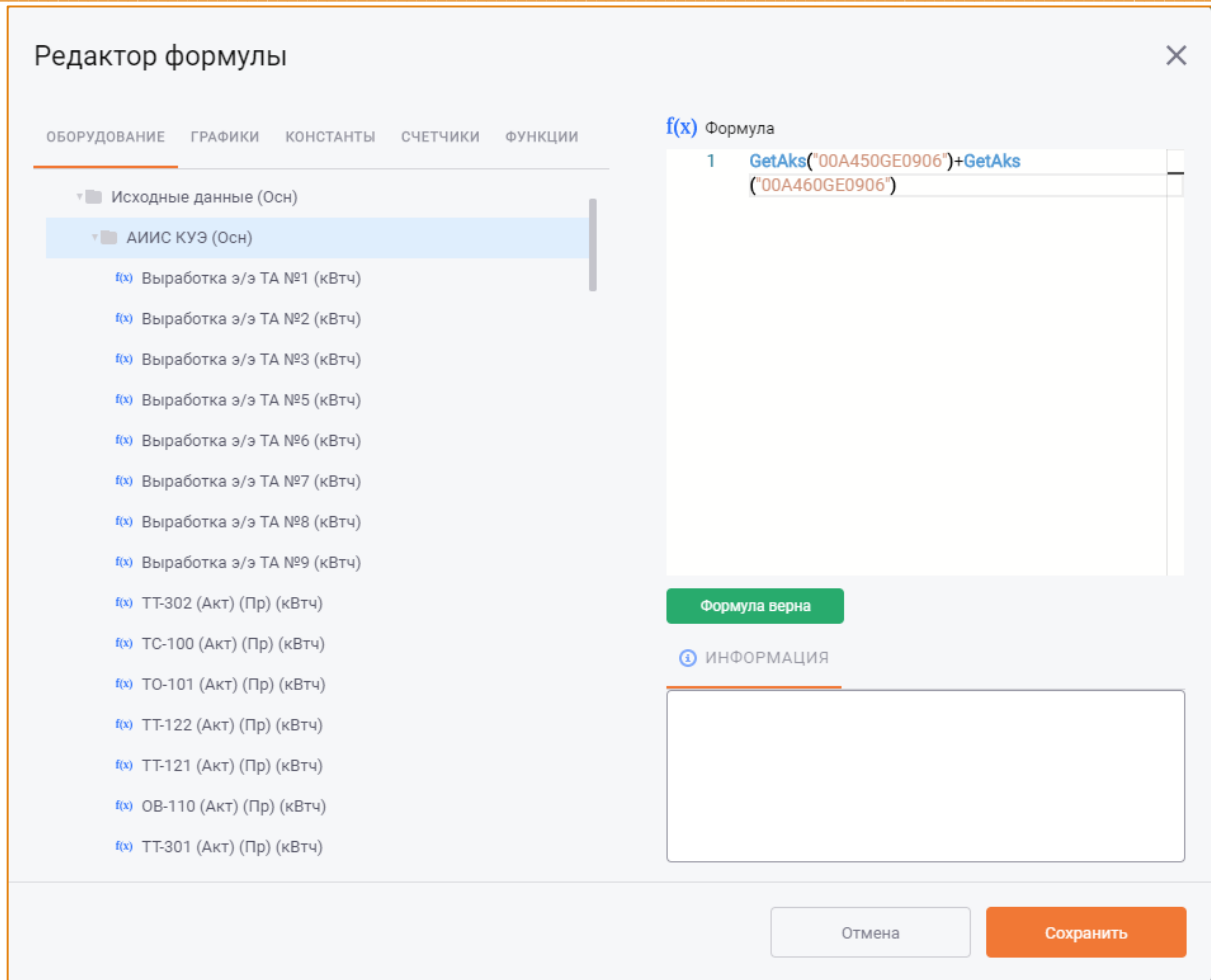 Редактор формулы
ОБОРУДОВАНИЕ ГРАФИКИ КОНСТАНТЫ СЧЕТЧИКИ ФУНКЦИИ
Исходные данные (Осн)
АИИС КУЭ (Осн)
f(x) Выработка э/э ТА №1 (кВтч)
f(x) Выработка э/э ТА №2 (кВтч)
f(x) Выработка э/э ТА №3 (кВтч)
f(x) Выработка э/э ТА №5 (кВтч)
f(x) Выработка э/э ТА №6 (кВтч)
f(x) Выработка э/э ТА №7 (кВтч)
f(x) Выработка э/э ТА №8 (кВтч)
f(x) Выработка э/э ТА №9 (кВтч)
f(x) ТТ-302 (Акт) (Пр) (кВтч)
f(x) ТС-100 (Акт) (Пр) (кВтч)
f(x) ТО-101 (Акт) (Пр) (кВтч)
f(x) ТТ-122 (Акт) (Пр) (кВтч)
f(x) ТТ-121 (Акт) (Пр) (кВтч)
f(x) ОВ-110 (Акт) (Пр) (кВтч)
f(x) ТТ-301 (Акт) (Пр) (кВтч)
f(x) Формула
1 GetAks("00A450GE0906")+GetAks
("00A460GE0906")
Формула верна
ИНФОРМАЦИЯ
Отмена Сохранить